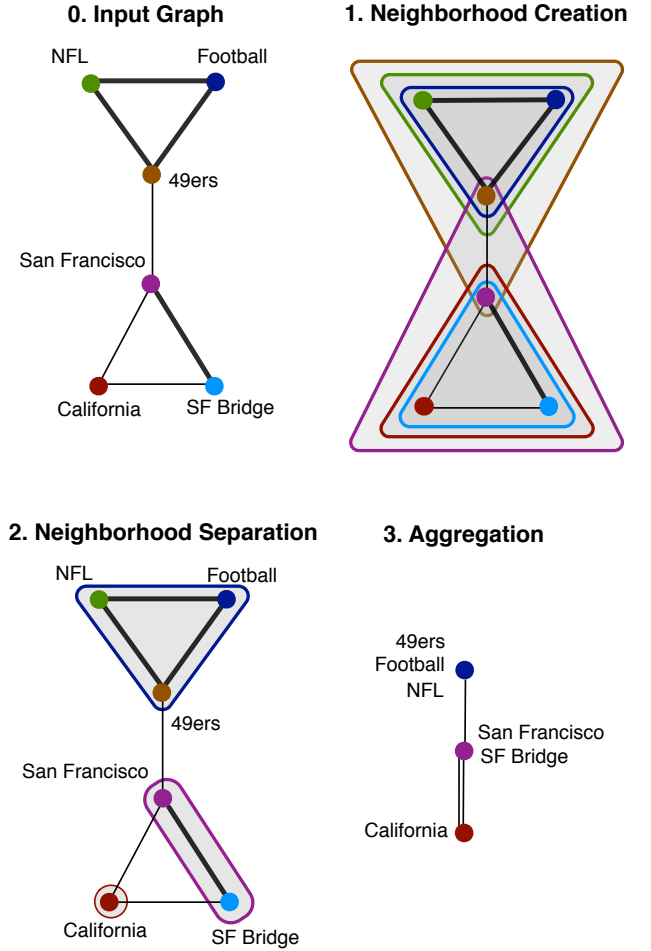 0. Input Graph
NFL
Football
49ers
San Francisco
California
SF Bridge
1. Neighborhood Creation
2. Neighborhood Separation
NFL
Football
49ers
San Francisco
California
SF Bridge
3. Aggregation
49ers
Football
NFL
San Francisco
SF Bridge
California